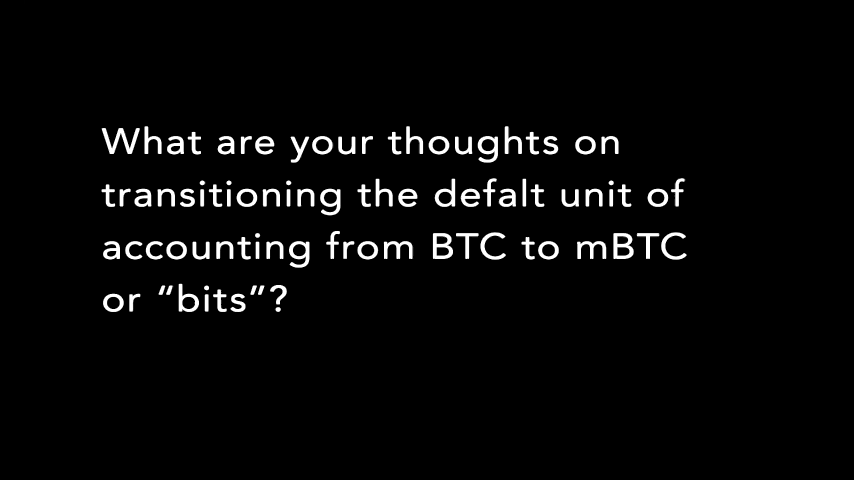 What are your thoughts on
transitioning the defalt unit of
accounting from BTC to mBTC
or “bits”?